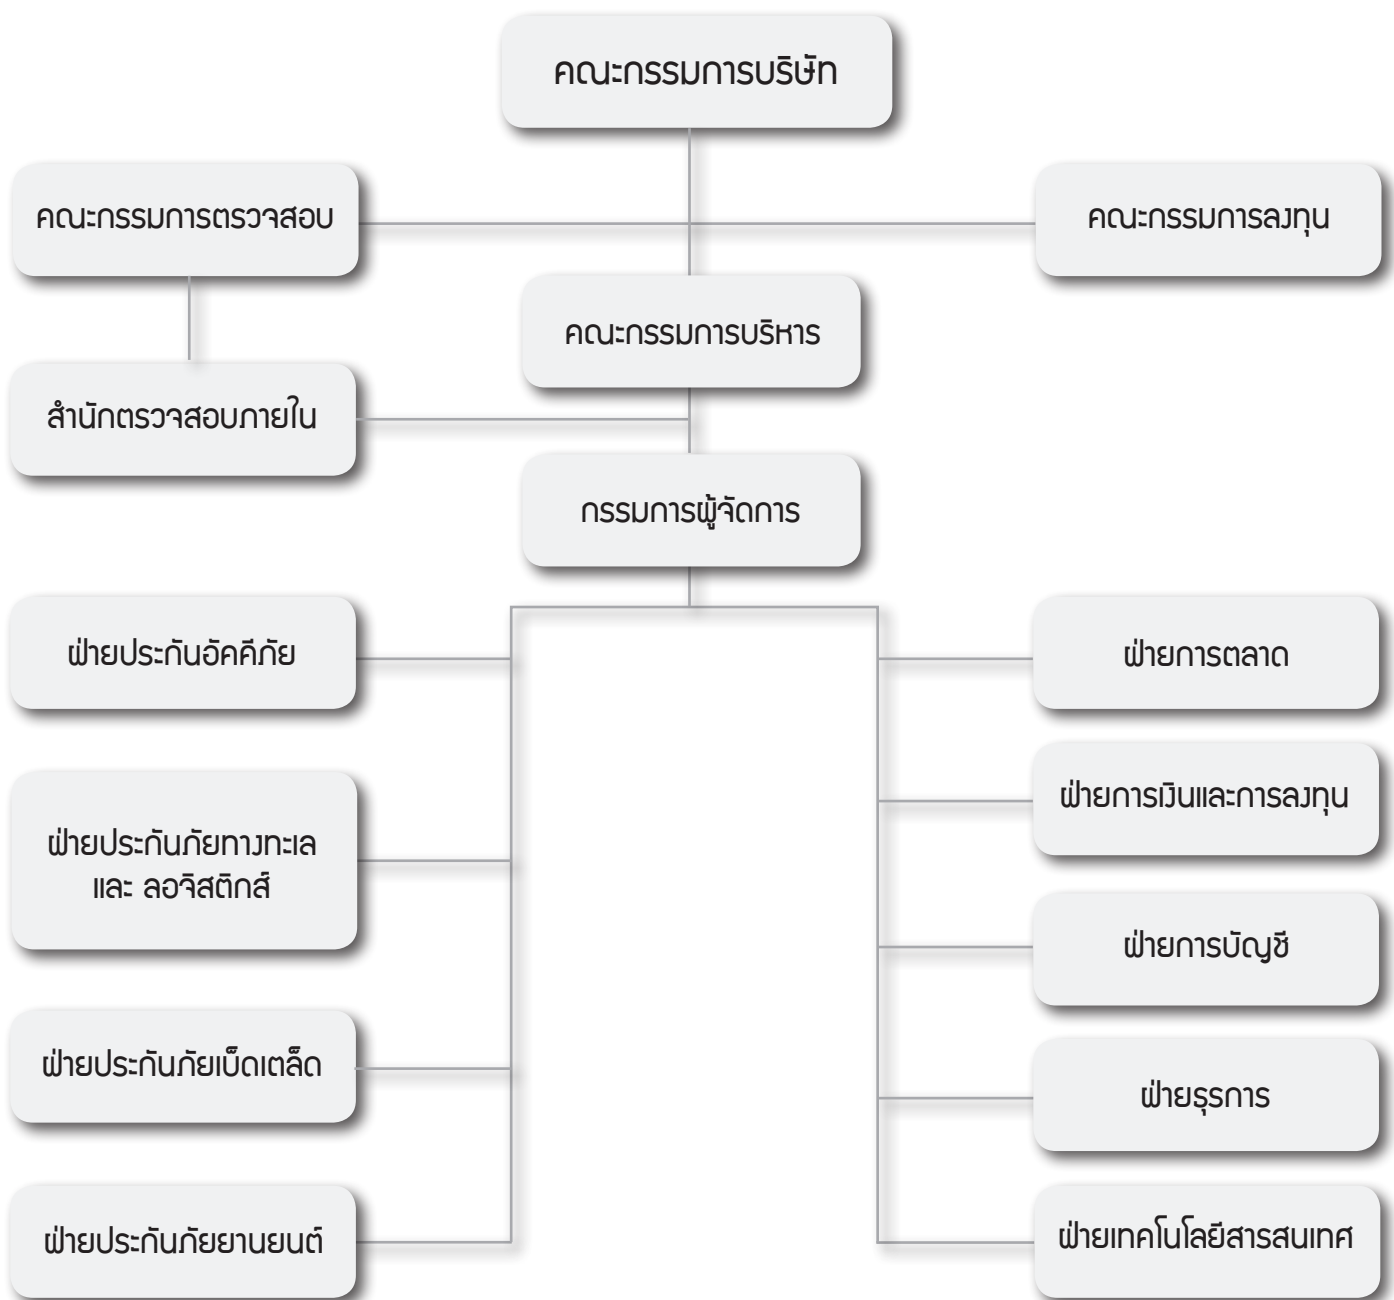 คณะกรรมการบริษัท
คณะกรรมการตรวจสอบ
คณะกรรมการลงทุน
คณะกรรมการบริหาร
สำนักตรวจสอบภายใน
กรรมการผู้จัดการ
ฝ่ายประกันอัคคีภัย
ฝ่ายประกันภัยทางทะเล
และ ลอจิสติกส์
ฝ่ายประกันภัยเบ็ดเตล็ด
ฝ่ายประกันภัยยานยนต์
ฝ่ายการตลาด
ฝ่ายการเงินและการลงทุน
ฝ่ายการบัญชี
ฝ่ายธุรการ
ฝ่ายเทคโนโลยีสารสนเทศ